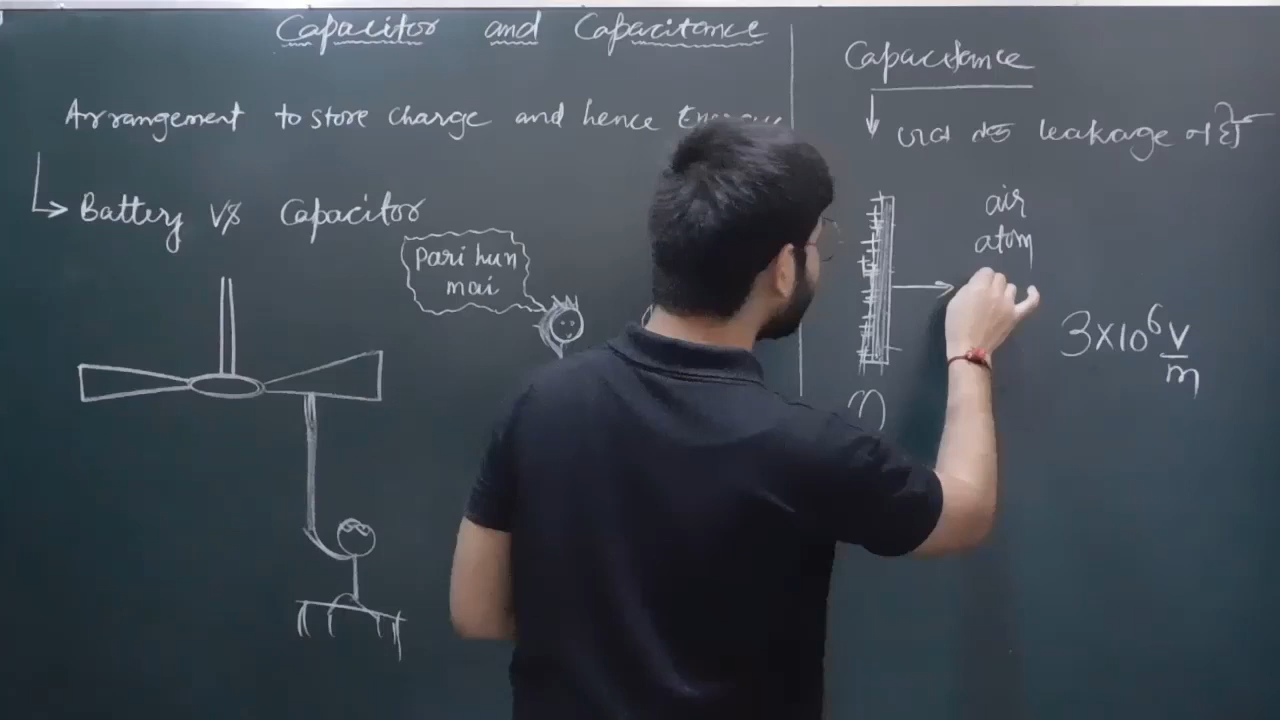 Capacitor and Capacitance
Arrangement to store charge and hence
Battery V/s Capacitor
Pari hun
mai
Capacitance
leakage
air
atom
3×10⁶ V/m